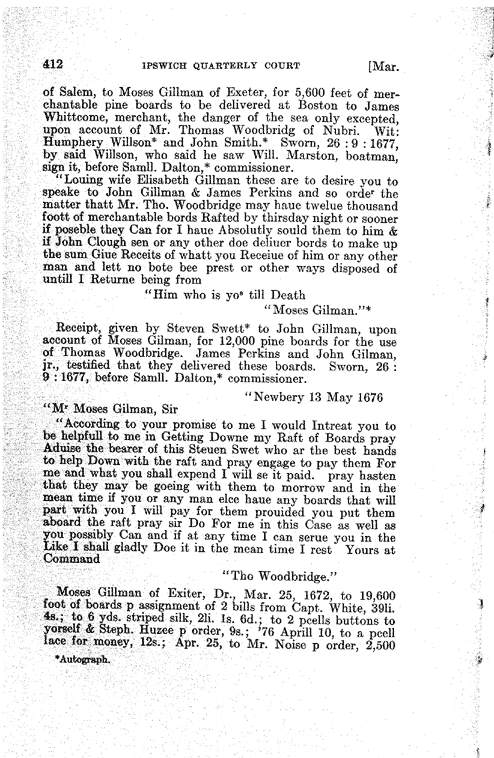 412 IPSWICH QUARTERLY COURT [Mar.
of Salem, to Moses Gillman of Exeter, for 5,600 feet of mer-
chantable pine boards to be delivered at Boston to James
Whittcome, merchant, the danger of the sea only excepted,
upon account of Mr. Thomas Woodbridg of Nubri. Wit:
Humphery Willson* and John Smith.* Sworn, 26 : 9 : 1677,
by said Willson, who said he saw Will. Marston, boatman,
sign it, before Samll. Dalton,* commissioner.
"Louing wife Elisabeth Gillman these are to desire you to
speake to John Gillman & James Perkins and so order the
matter thatt Mr. Tho. Woodbridge may haue twelue thousand
foott of merchantable bords Rafted by thirsday night or sooner
if poseble they Can for I haue Absolutly sould them to him &
if John Clough sen or any other doe deliuer bords to make up
the sum Giue Receits of whatt you Receiue of him or any other
man and lett no bote bee prest or other ways disposed of
untill I Returne being from
"Him who is yoʳ till Death
"Moses Gilman."*
Receipt, given by Steven Swett* to John Gillman, upon
account of Moses Gilman, for 12,000 pine boards for the use
of Thomas Woodbridge. James Perkins and John Gilman,
jr., testified that they delivered these boards. Sworn, 26 :
9 : 1677, before Samll. Dalton,* commissioner.
"Newbery 13 May 1676
"Mʳ Moses Gilman, Sir
"According to your promise to me I would Intreat you to
be helpfull to me in Getting Downe my Raft of Boards pray
Aduise the bearer of this Steuen Swet who ar the best hands
to help Down with the raft and pray engage to pay them For
me and what you shall expend I will se it paid. pray hasten
that they may be goeing with them to morrow and in the
mean time if you or any man elce haue any boards that will
part with you I will pay for them prouided you put them
aboard the raft pray sir Do For me in this Case as well as
you possibly Can and if at any time I can serue you in the
Like I shall gladly Doe it in the mean time I rest Yours at
Command
"Tho Woodbridge."
Moses Gillman of Exiter, Dr., Mar. 25, 1672, to 19,600
foot of boards p assignment of 2 bills from Capt. White, 39li.
4s.; to 6 yds. striped silk, 2li. 1s. 6d.; to 2 pcells buttons to
yorself & Steph. Huzee p order, 9s.; '76 Aprill 10, to a pcell
lace for money, 12s.; Apr. 25, to Mr. Noise p order, 2,500
*Autograph.